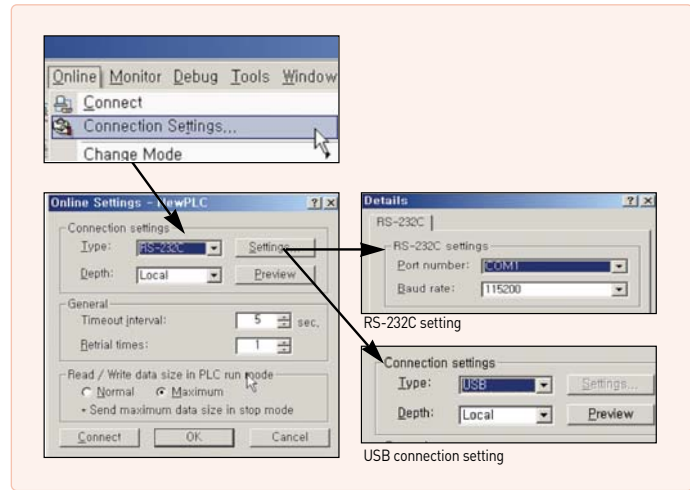 Online Monitor Debug Tools Window
Connect
Connection Settings...
Change Mode
Online Settings - NewPLC
Connection settings
Type: RS-232C Settings...
Depth: Local Preview
General
Timeout interval: 5 sec.
Retrial times: 1
Read / Write data size in PLC run mode
Normal Maximum
* Send maximum data size in stop mode
Connect OK Cancel
Details
RS-232C
RS-232C settings
Port number: COM1
Baud rate: 115200
RS-232C setting
Connection settings
Type: USB Settings...
Depth: Local Preview
USB connection setting